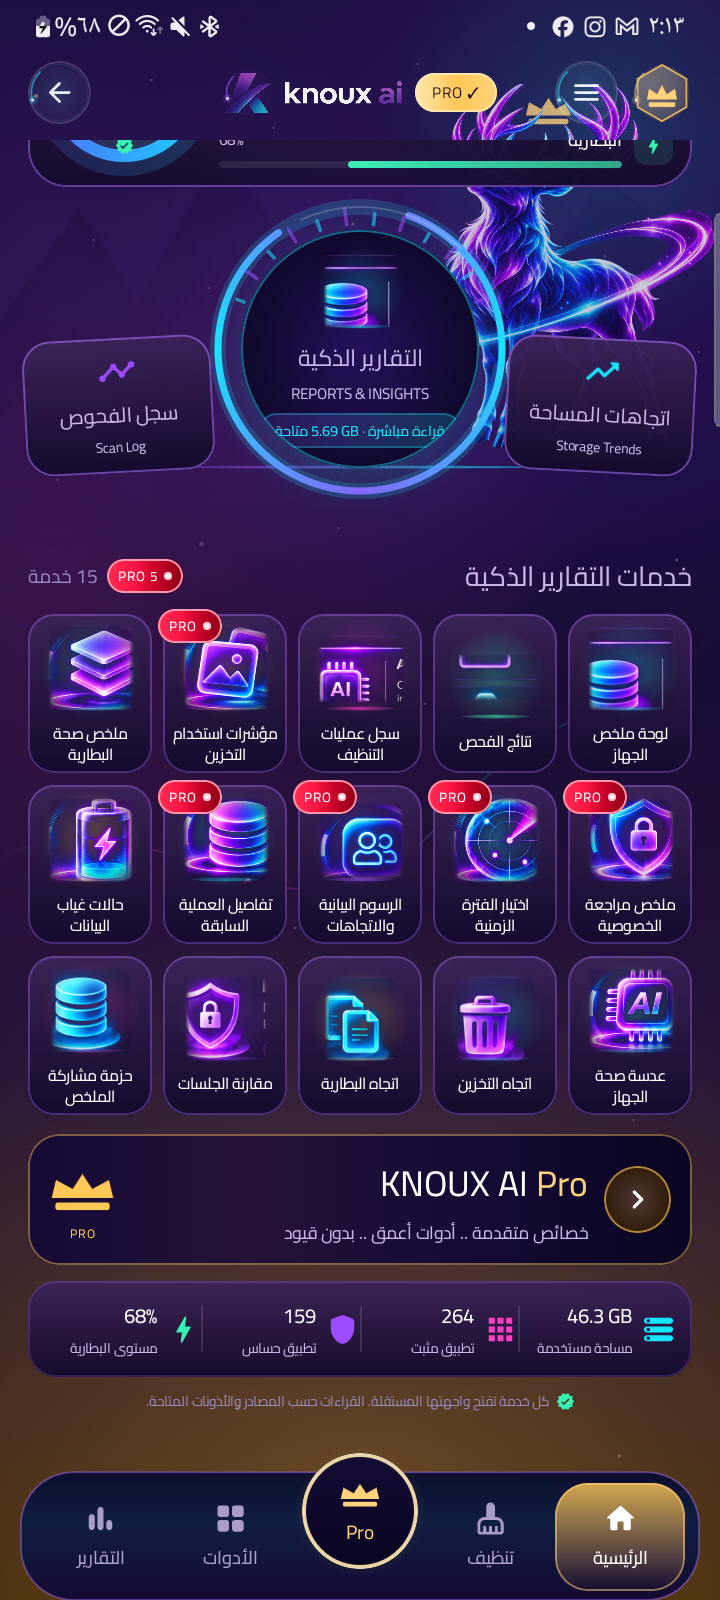 %٦٨
٢:١٣
knoux ai
PRO ✓
68%
البطارية
التقارير الذكية
REPORTS & INSIGHTS
قراءة مباشرة · 5.69 GB متاحة
اتجاهات المساحة
Storage Trends
سجل الفحوص
Scan Log
خدمات التقارير الذكية
PRO 5
15 خدمة
لوحة ملخص
الجهاز
نتائج الفحص
AI
سجل عمليات
التنظيف
PRO
مؤشرات استخدام
التخزين
ملخص صحة
البطارية
PRO
ملخص مراجعة
الخصوصية
PRO
اختيار الفترة
الزمنية
PRO
الرسوم البيانية
والاتجاهات
PRO
تفاصيل العملية
السابقة
حالات غياب
البيانات
AI
عدسة صحة
الجهاز
اتجاه التخزين
اتجاه البطارية
مقارنة الجلسات
حزمة مشاركة
الملخص
KNOUX AI Pro
خصائص متقدمة .. أدوات أعمق .. بدون قيود
PRO
46.3 GB
مساحة مستخدمة
264
تطبيق مثبت
159
تطبيق حساس
68%
مستوى البطارية
كل خدمة تفتح واجهتها المستقلة. القراءات حسب المصادر والأذونات المتاحة.
الرئيسية
تنظيف
Pro
الأدوات
التقارير